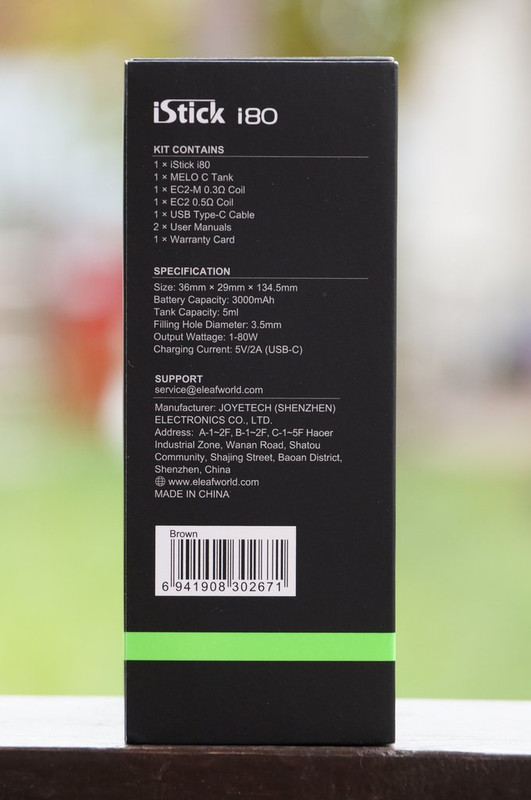 iStick i80
KIT CONTAINS
1 × iStick i80
1 × MELO C Tank
1 × EC2-M 0.3Ω Coil
1 × EC2 0.5Ω Coil
1 × USB Type-C Cable
2 × User Manuals
1 × Warranty Card
SPECIFICATION
Size: 36mm × 29mm × 134.5mm
Battery Capacity: 3000mAh
Tank Capacity: 5ml
Filling Hole Diameter: 3.5mm
Output Wattage: 1-80W
Charging Current: 5V/2A (USB-C)
SUPPORT
service@eleafworld.com
Manufacturer: JOYETECH (SHENZHEN)
ELECTRONICS CO., LTD.
Address: A-1~2F, B-1~2F, C-1~5F Haoer
Industrial Zone, Wanan Road, Shatou
Community, Shajing Street, Baoan District,
Shenzhen, China
www.eleafworld.com
MADE IN CHINA
Brown
6 941908 302671